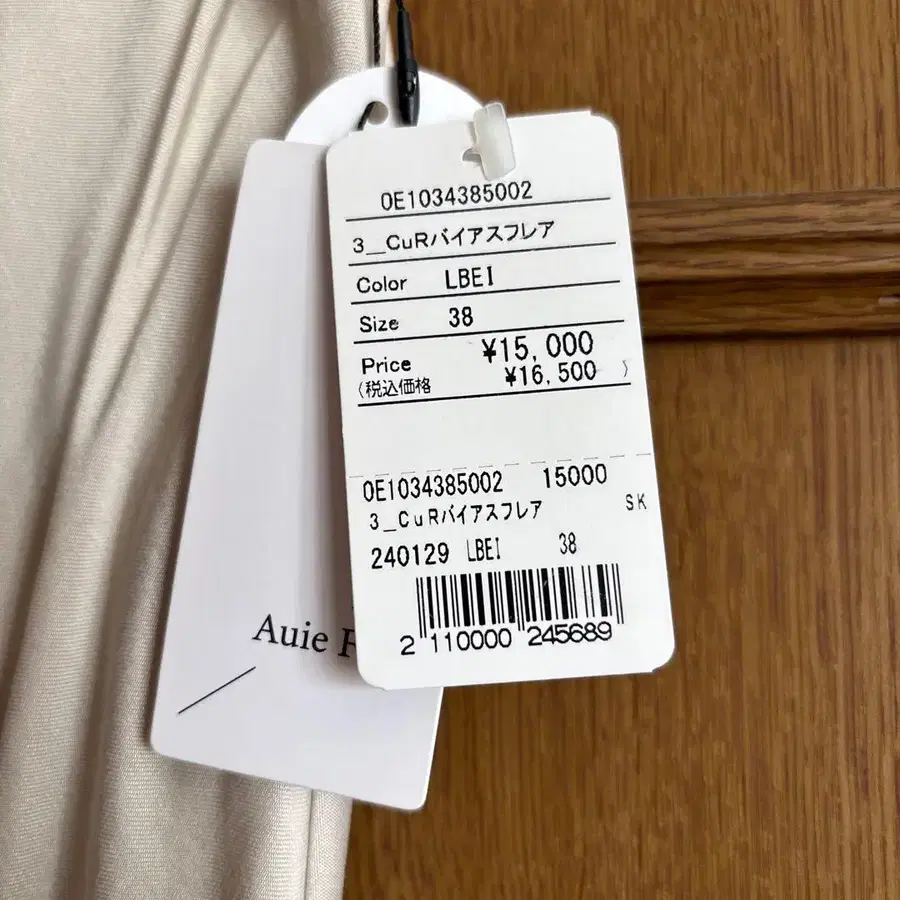 0E1034385002
3_CuRバイアスフレア
Color LBEI
Size 38
Price ¥15,000
(税込価格 ¥16,500 )
0E1034385002 15000
3_CuRバイアスフレア SK
240129 LBEI 38
2 110000 245689
Auie